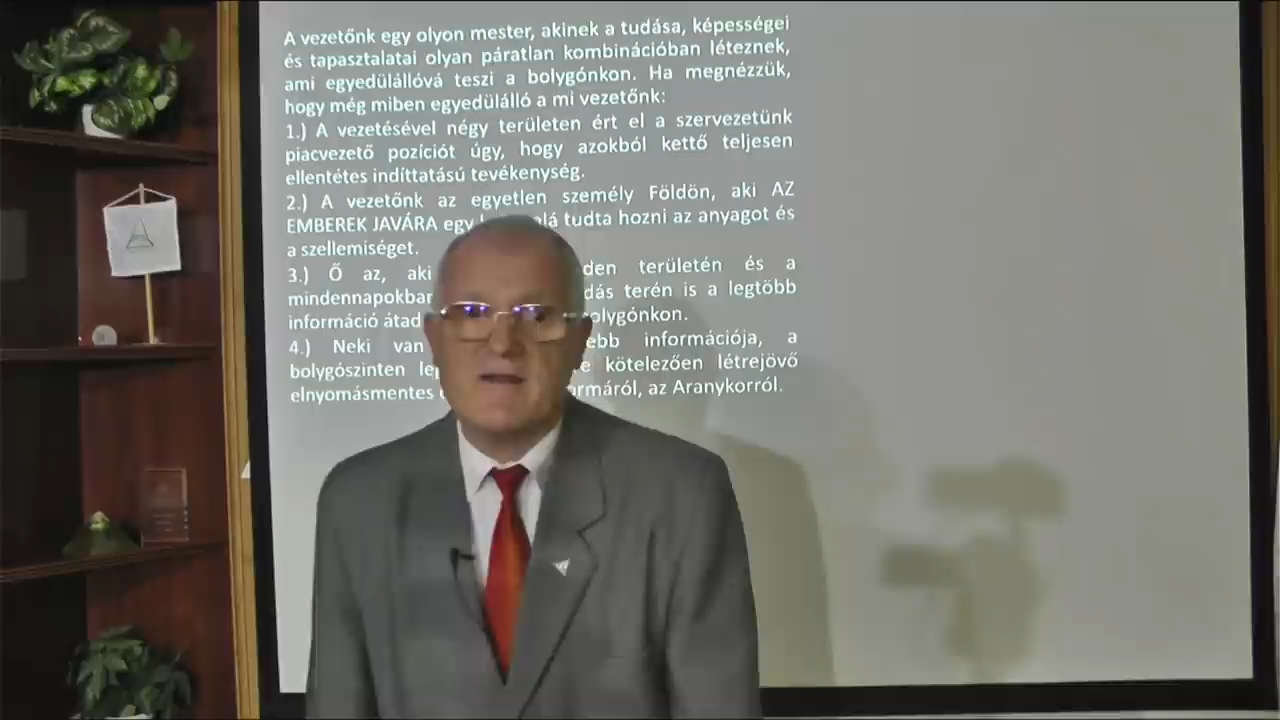 A vezetőnk egy olyon mester, akinek a tudása, képességei
és tapasztalatai olyan páratlan kombinációban léteznek,
ami egyedülállóvá teszi a bolygónkon. Ha megnézzük,
hogy még miben egyedülálló a mi vezetőnk:
1.) A vezetésével négy területen ért el a szervezetünk
piacvezető pozíciót úgy, hogy azokból kettő teljesen
ellentétes indíttatású tevékenység.
2.) A vezetőnk az egyetlen személy Földön, aki AZ
EMBEREK JAVÁRA egy alá tudta hozni az anyagot és
a szellemiséget.
3.) Ő az, aki den területén és a
mindennapokban dás terén is a legtöbb
információ átad olygónkon.
4.) Neki van ebb információja, a
bolygószinten kötelezően létrejövő
elnyomásmentes ormáról, az Aranykorról.